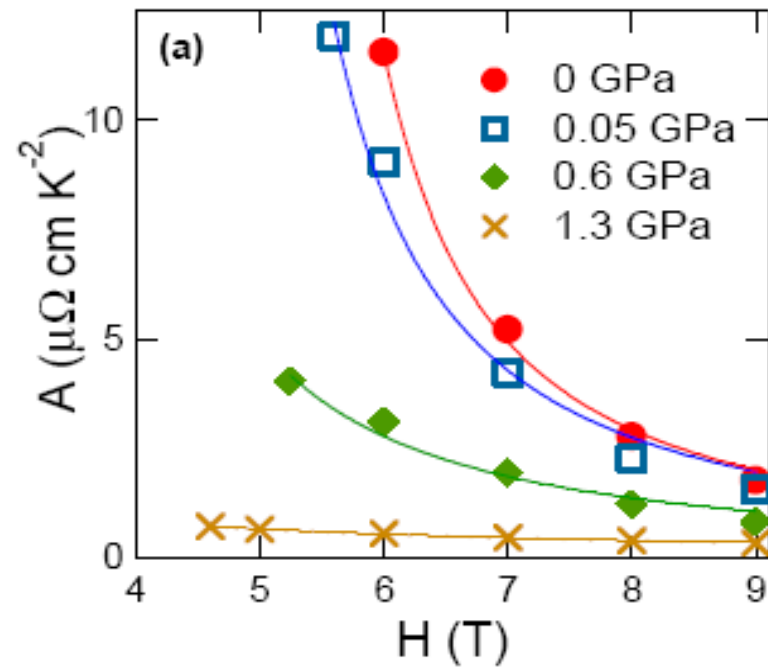 (a)
0 GPa
0.05 GPa
0.6 GPa
1.3 GPa
10
5
0
A (μΩ cm K⁻²)
4 5 6 7 8 9
H (T)